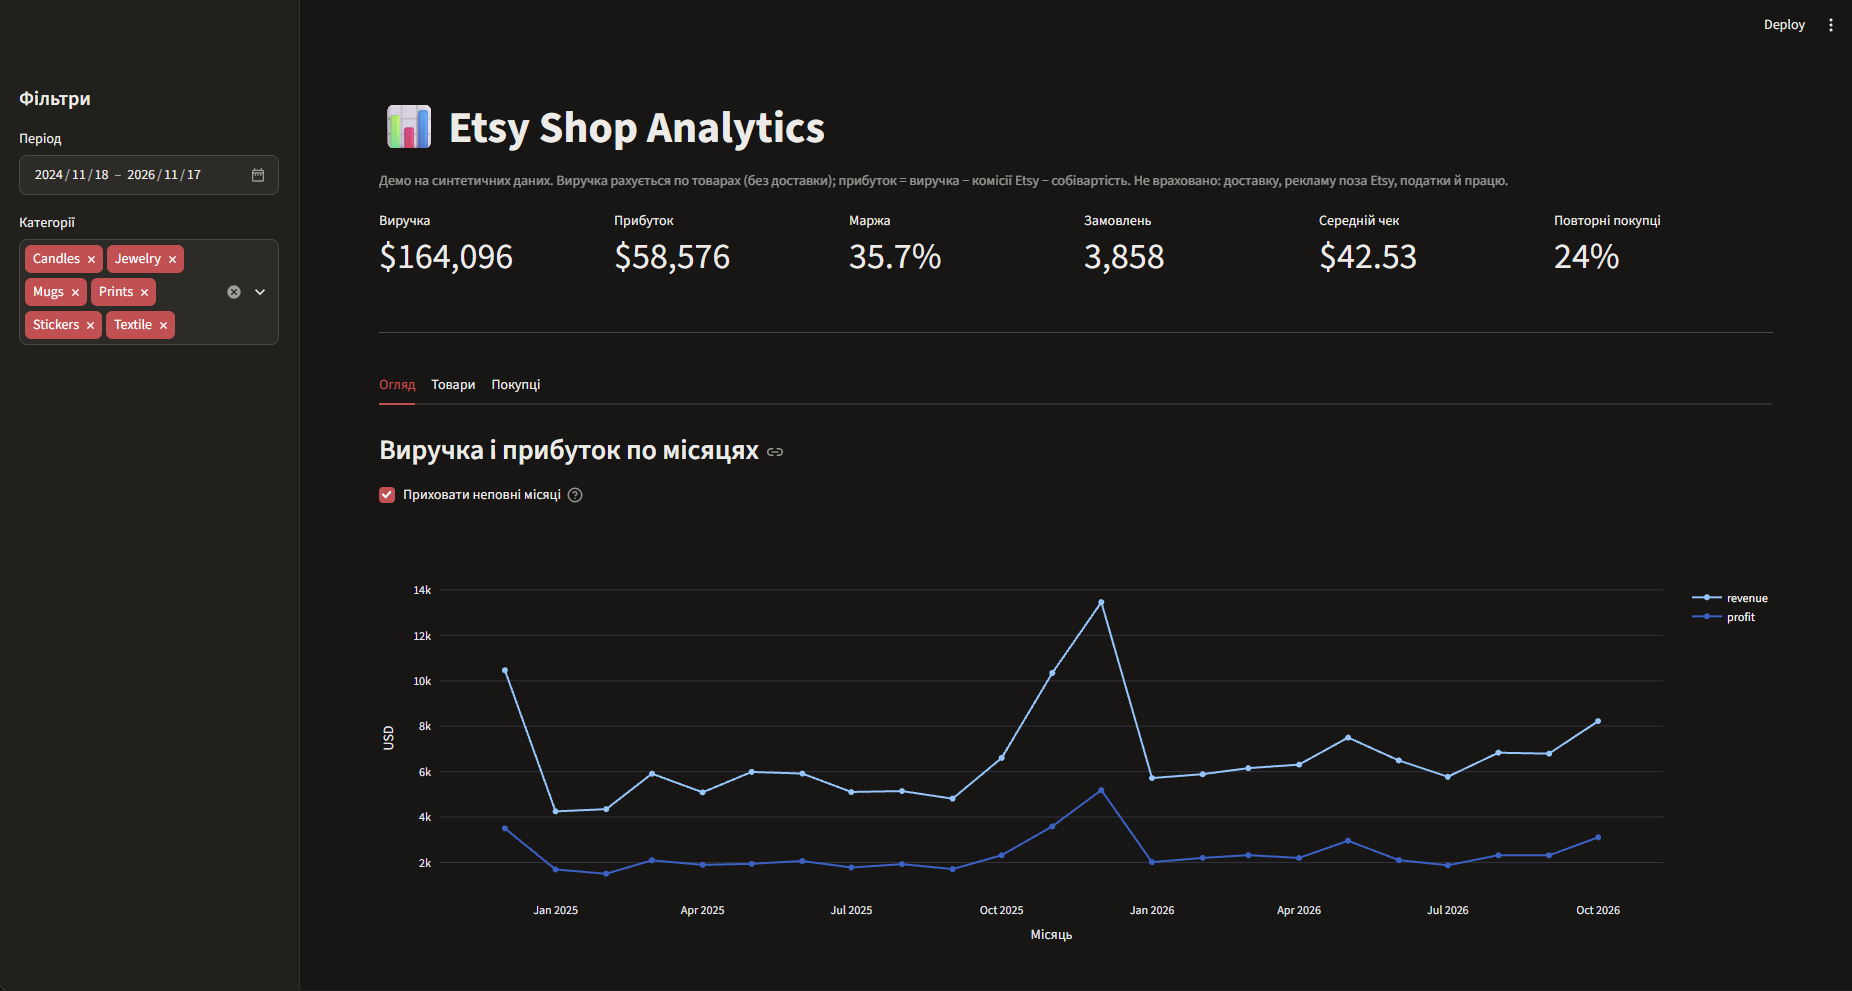 Deploy
Фільтри
Період
2024/11/18 – 2026/11/17
Категорії
Candles
Jewelry
Mugs
Prints
Stickers
Textile
Etsy Shop Analytics
Демо на синтетичних даних. Виручка рахується по товарах (без доставки); прибуток = виручка − комісії Etsy − собівартість. Не враховано: доставку, рекламу поза Etsy, податки й працю.
Виручка
$164,096
Прибуток
$58,576
Маржа
35.7%
Замовлень
3,858
Середній чек
$42.53
Повторні покупці
24%
Огляд Товари Покупці
Виручка і прибуток по місяцях
Приховати неповні місяці
14k
12k
10k
8k
6k
4k
2k
USD
Jan 2025 Apr 2025 Jul 2025 Oct 2025 Jan 2026 Apr 2026 Jul 2026 Oct 2026
Місяць
revenue
profit